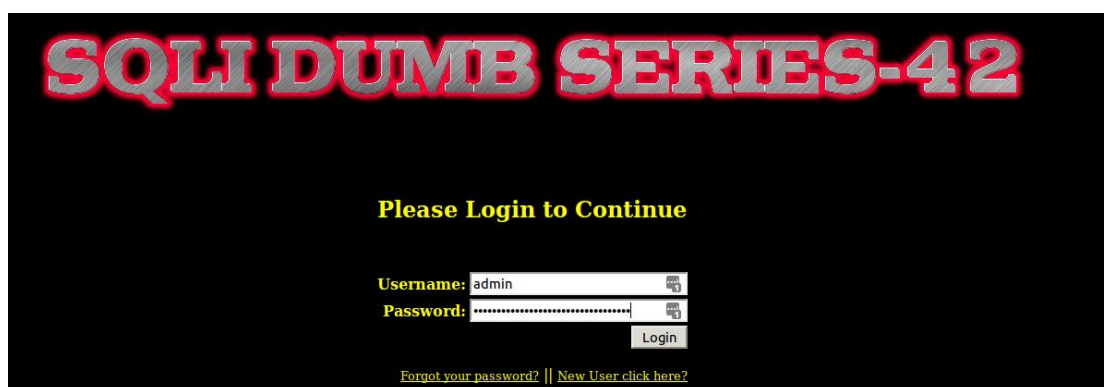 SQLI DUMB SERIES-42
Please Login to Continue
Username: admin
Password: ••••••••••••••••••••••••••••••••••
Login
Forgot your password? || New User click here?